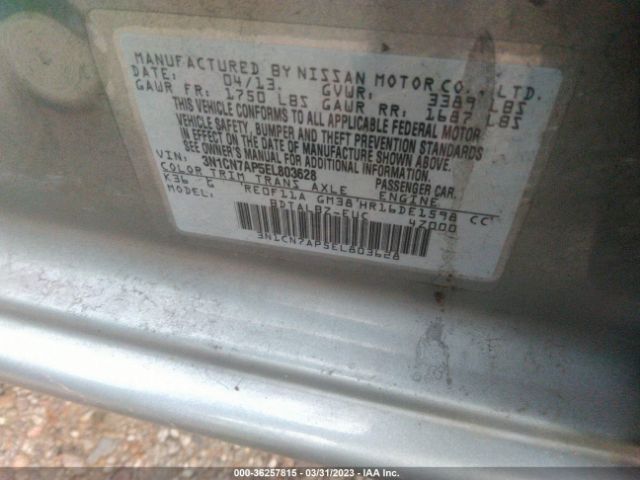 MANUFACTURED BY NISSAN MOTOR CO., LTD.
DATE: 04/13. GVWR: 3389 LBS
GAWR FR: 1750 LBS GAWR RR: 1687 LBS
THIS VEHICLE CONFORMS TO ALL APPLICABLE FEDERAL MOTOR
VEHICLE SAFETY, BUMPER AND THEFT PREVENTION STANDARDS
IN EFFECT ON THE DATE OF MANUFACTURE SHOWN ABOVE.
SEE OWNER'S MANUAL FOR ADDITIONAL INFORMATION.
VIN: 3N1CN7AP5EL803628 PASSENGER CAR.
COLOR TRIM TRANS AXLE ENGINE
K36 G RE0F11A GM38 HR16DE1598 CC
MODEL: BDTALB7-EUC 47000
3N1CN7AP5EL803628
000-36257815 - 03/31/2023 - IAA Inc.